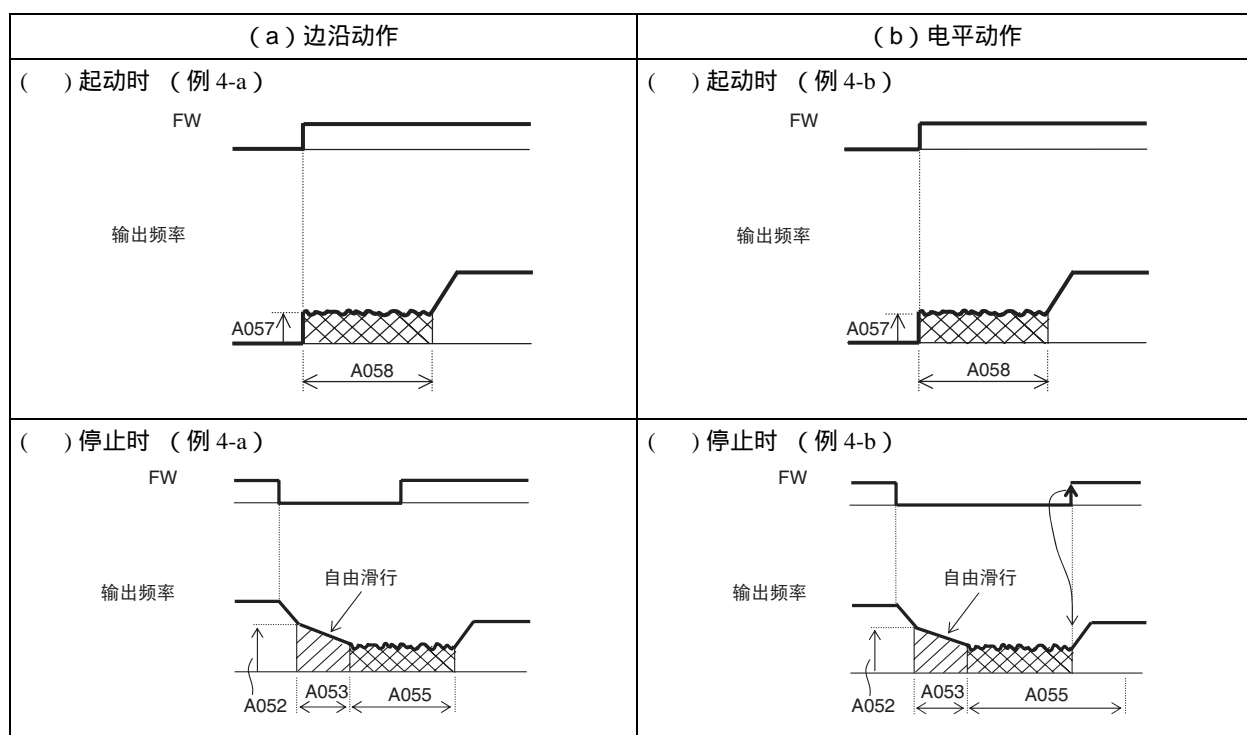 （a）边沿动作
（b）电平动作
(　) 起动时 （例 4-a）
FW
输出频率
A057
A058
(　) 起动时 （例 4-b）
FW
输出频率
A057
A058
(　) 停止时 （例 4-a）
FW
自由滑行
输出频率
A052
A053
A055
(　) 停止时 （例 4-b）
FW
自由滑行
输出频率
A052
A053
A055